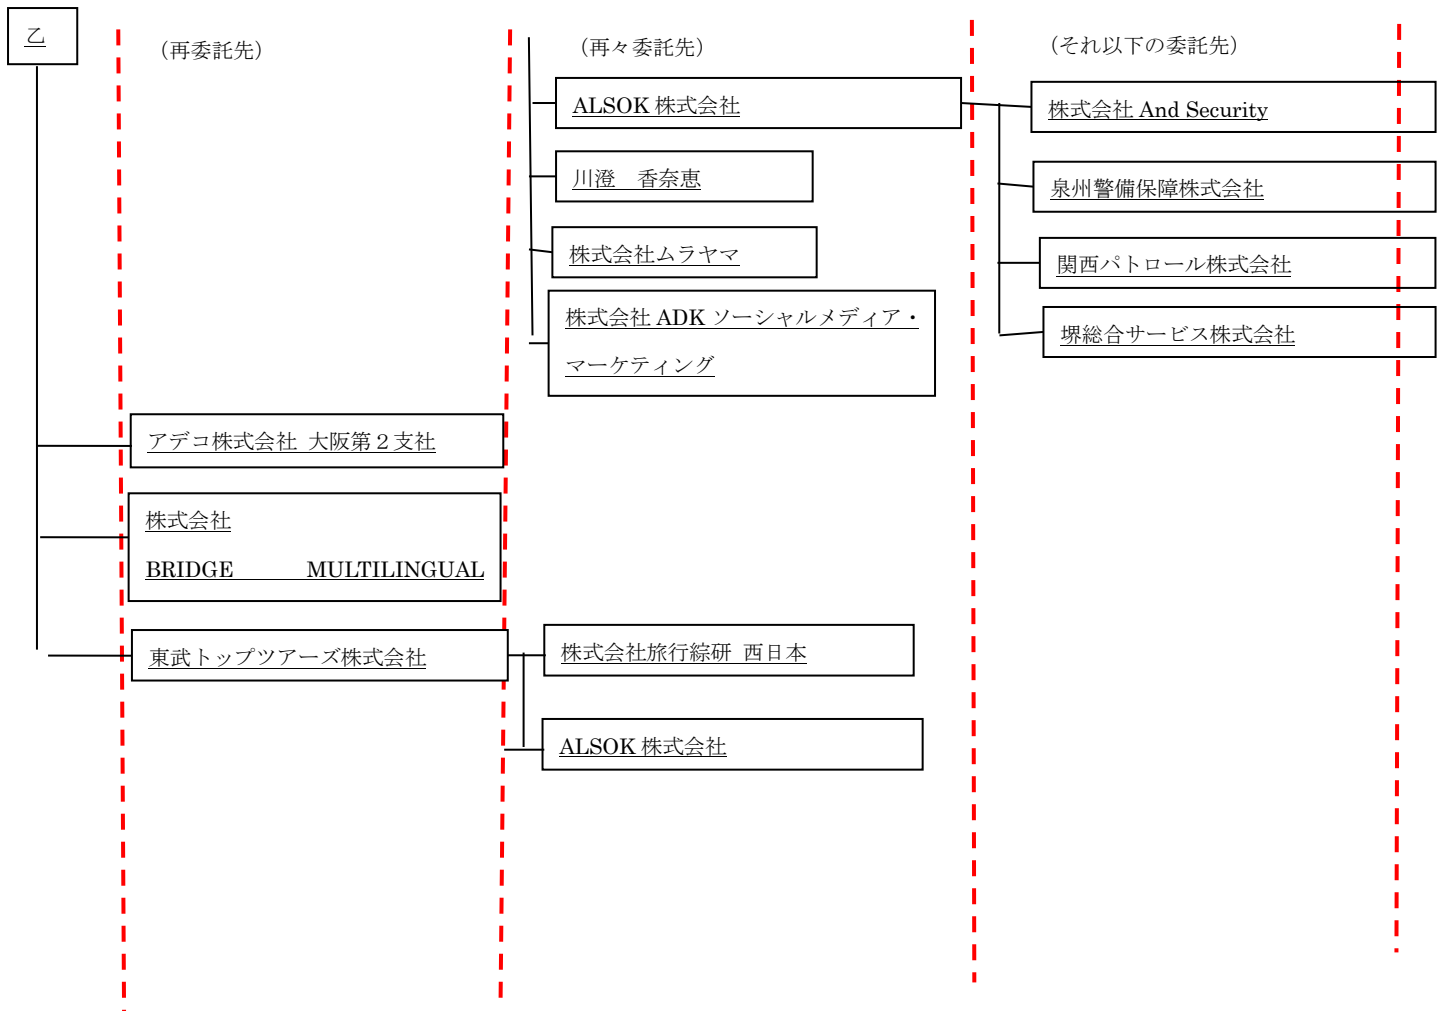 乙
（再委託先）
（再々委託先）
（それ以下の委託先）
ALSOK 株式会社
株式会社 And Security
川澄　香奈恵
泉州警備保障株式会社
株式会社ムラヤマ
関西パトロール株式会社
株式会社 ADK ソーシャルメディア・
マーケティング
堺総合サービス株式会社
アデコ株式会社 大阪第２支社
株式会社
BRIDGE MULTILINGUAL
東武トップツアーズ株式会社
株式会社旅行綜研 西日本
ALSOK 株式会社